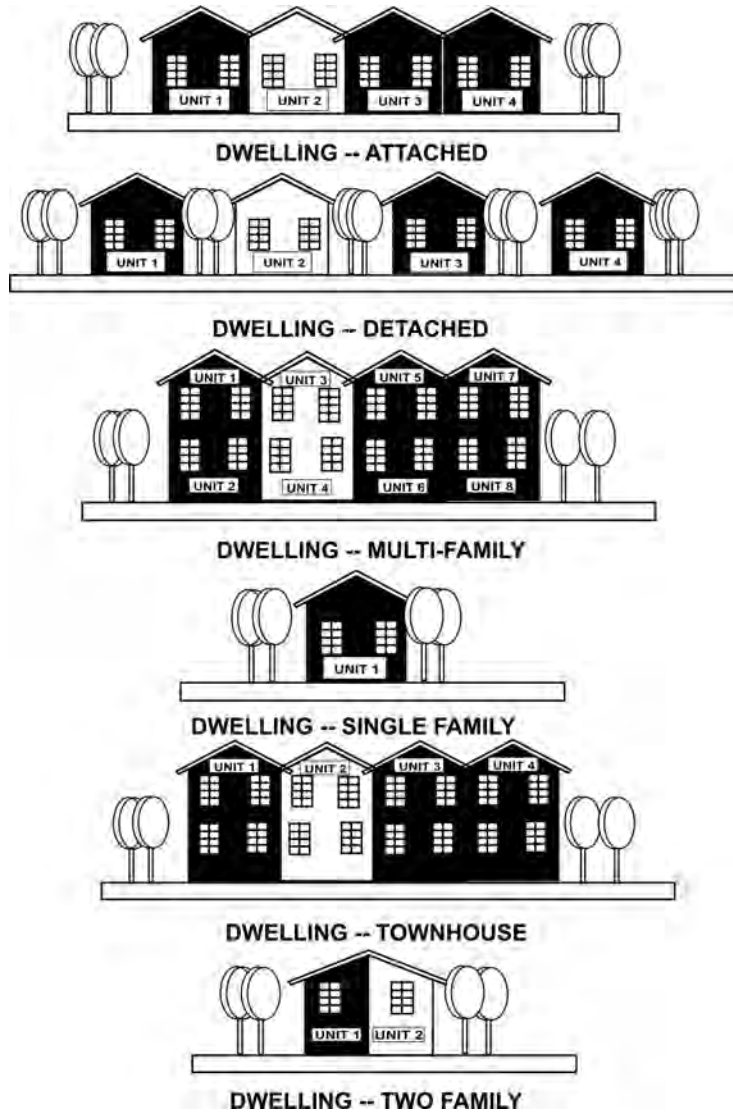 UNIT 1 UNIT 2 UNIT 3 UNIT 4
DWELLING -- ATTACHED
UNIT 1 UNIT 2 UNIT 3 UNIT 4
DWELLING -- DETACHED
UNIT 1 UNIT 3 UNIT 5 UNIT 7
UNIT 2 UNIT 4 UNIT 6 UNIT 8
DWELLING -- MULTI-FAMILY
UNIT 1
DWELLING -- SINGLE FAMILY
UNIT 1 UNIT 2 UNIT 3 UNIT 4
DWELLING -- TOWNHOUSE
UNIT 1 UNIT 2
DWELLING -- TWO FAMILY